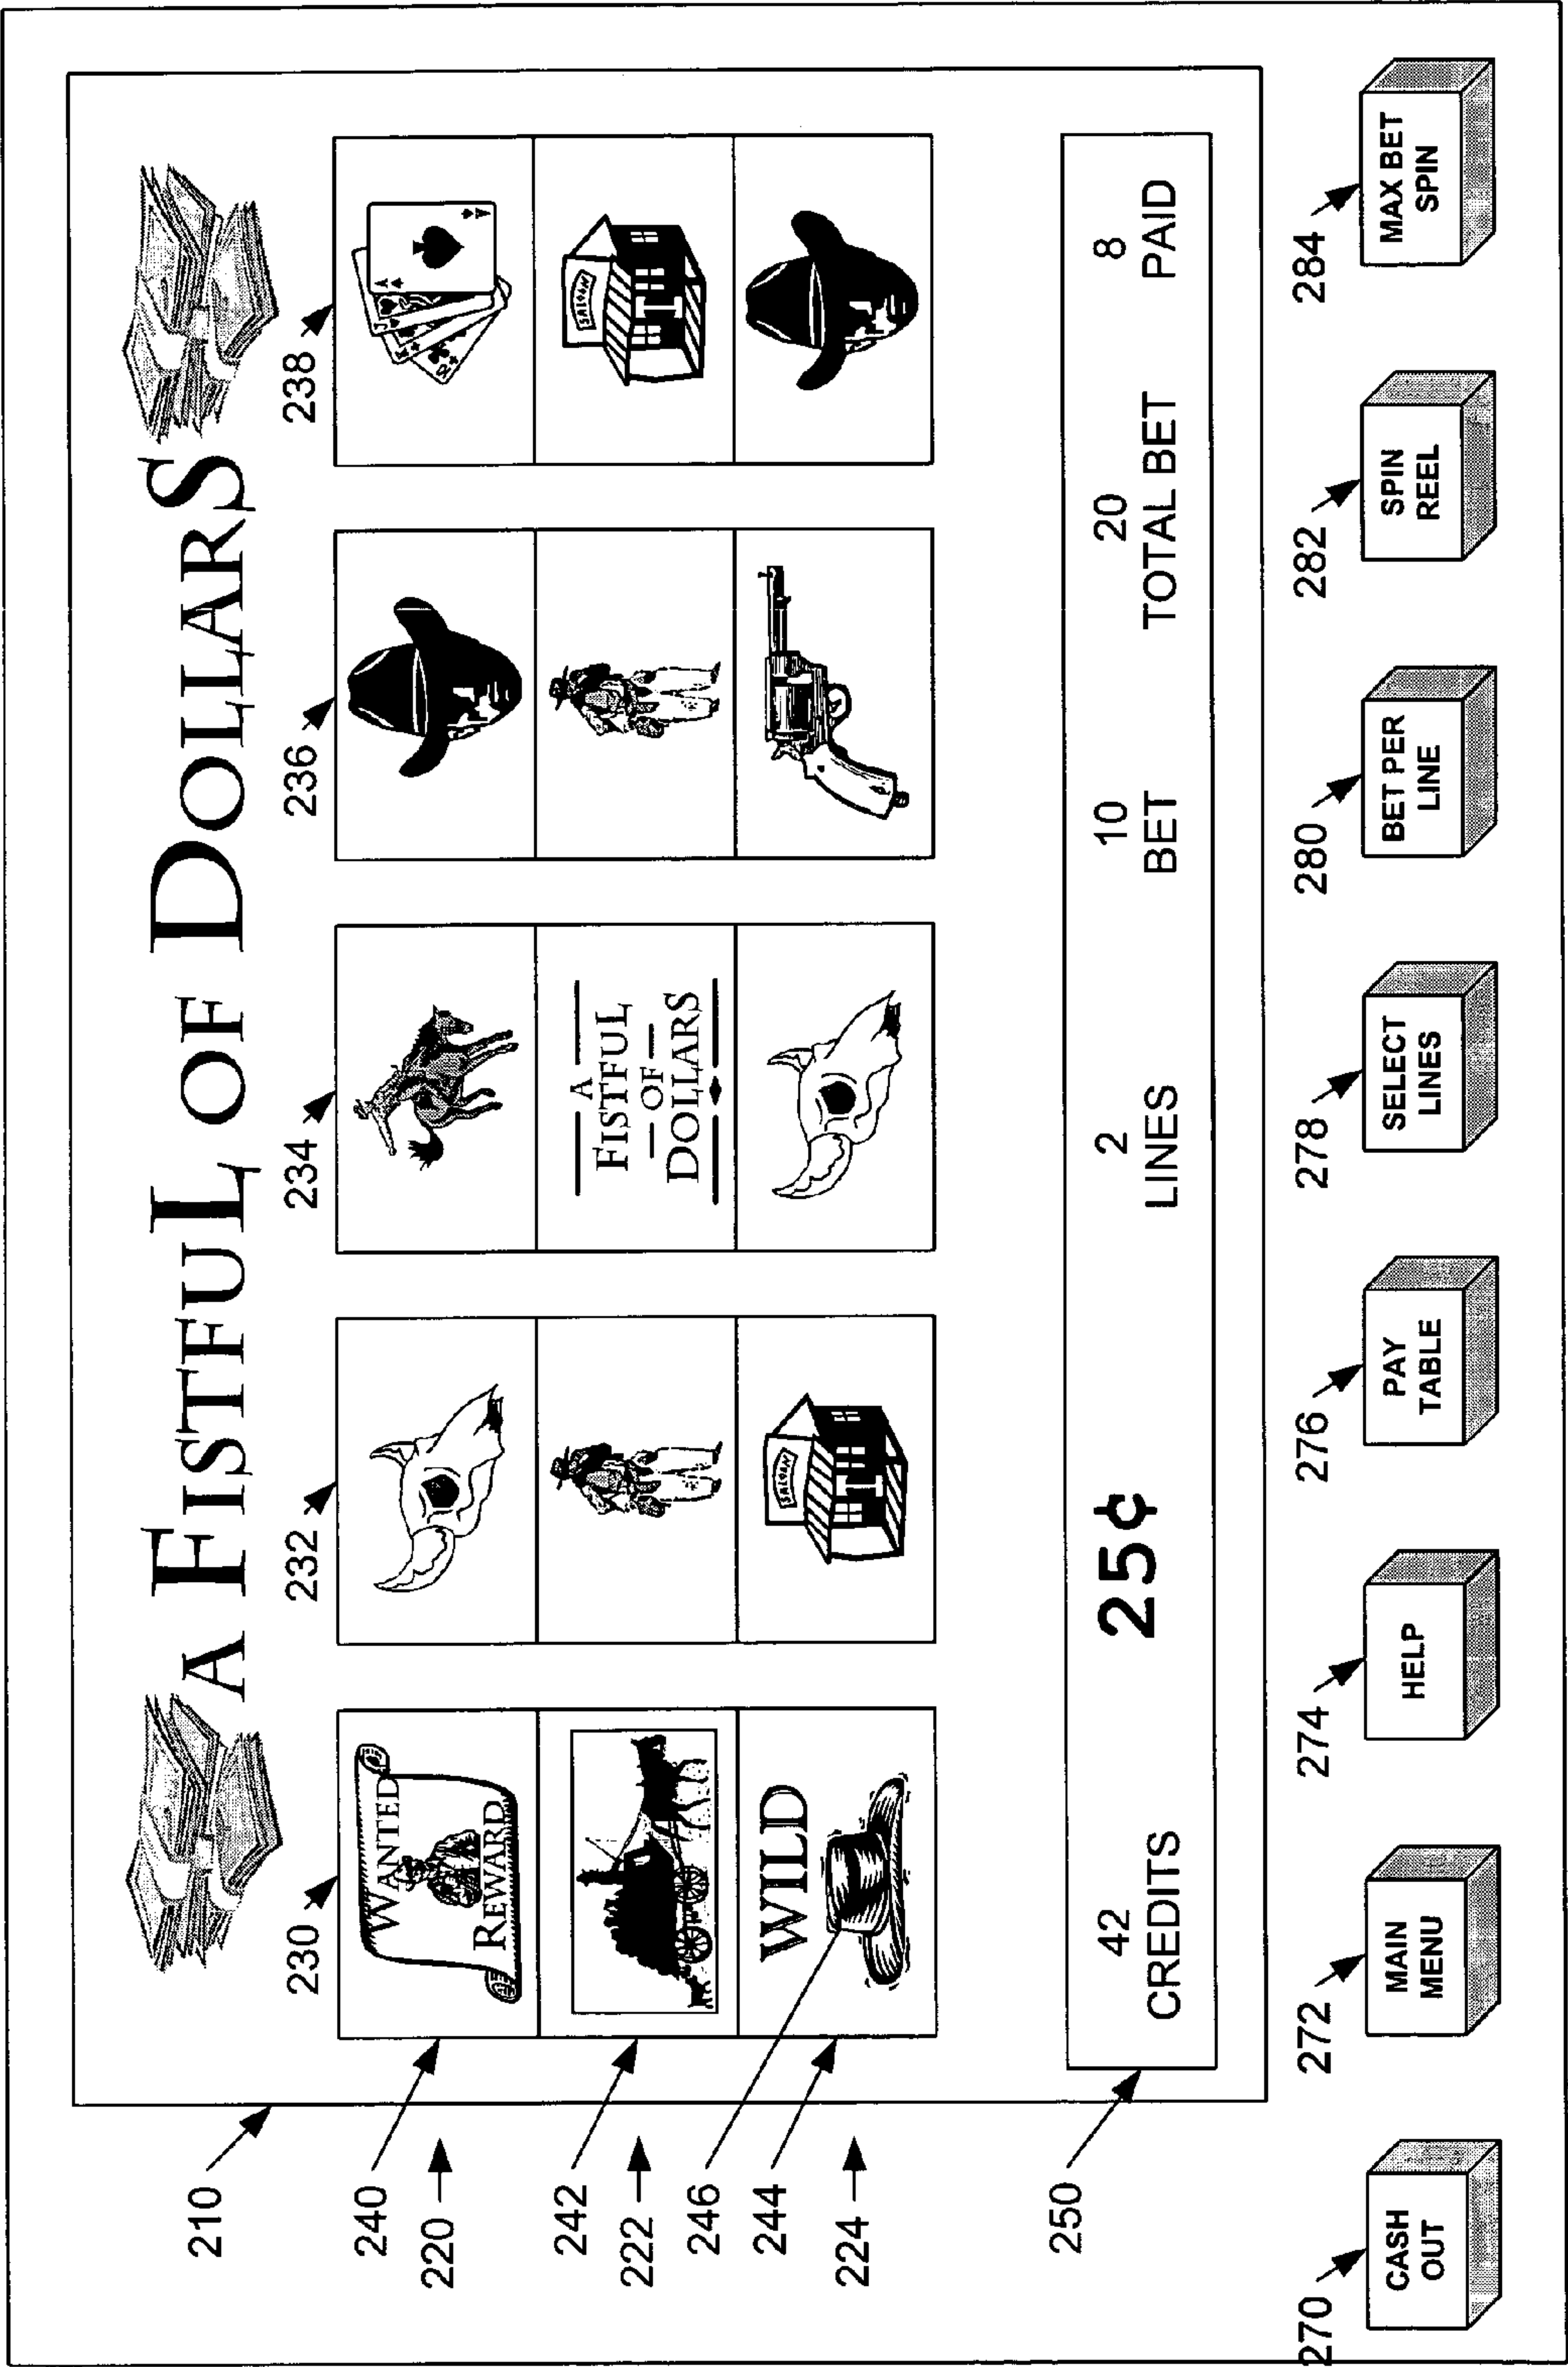 A FISTFUL OF DOLLARS
210
230
232
234
236
238
240
220
WANTED
REWARD
A
J
A
242
222
A
FISTFUL
OF
DOLLARS
SALOON
246
244
224
WILD
SALOON
250
42
CREDITS
25¢
2
LINES
10
BET
20
TOTAL BET
8
PAID
270
272
274
276
278
280
282
284
CASH
OUT
MAIN
MENU
HELP
PAY
TABLE
SELECT
LINES
BET PER
LINE
SPIN
REEL
MAX BET
SPIN